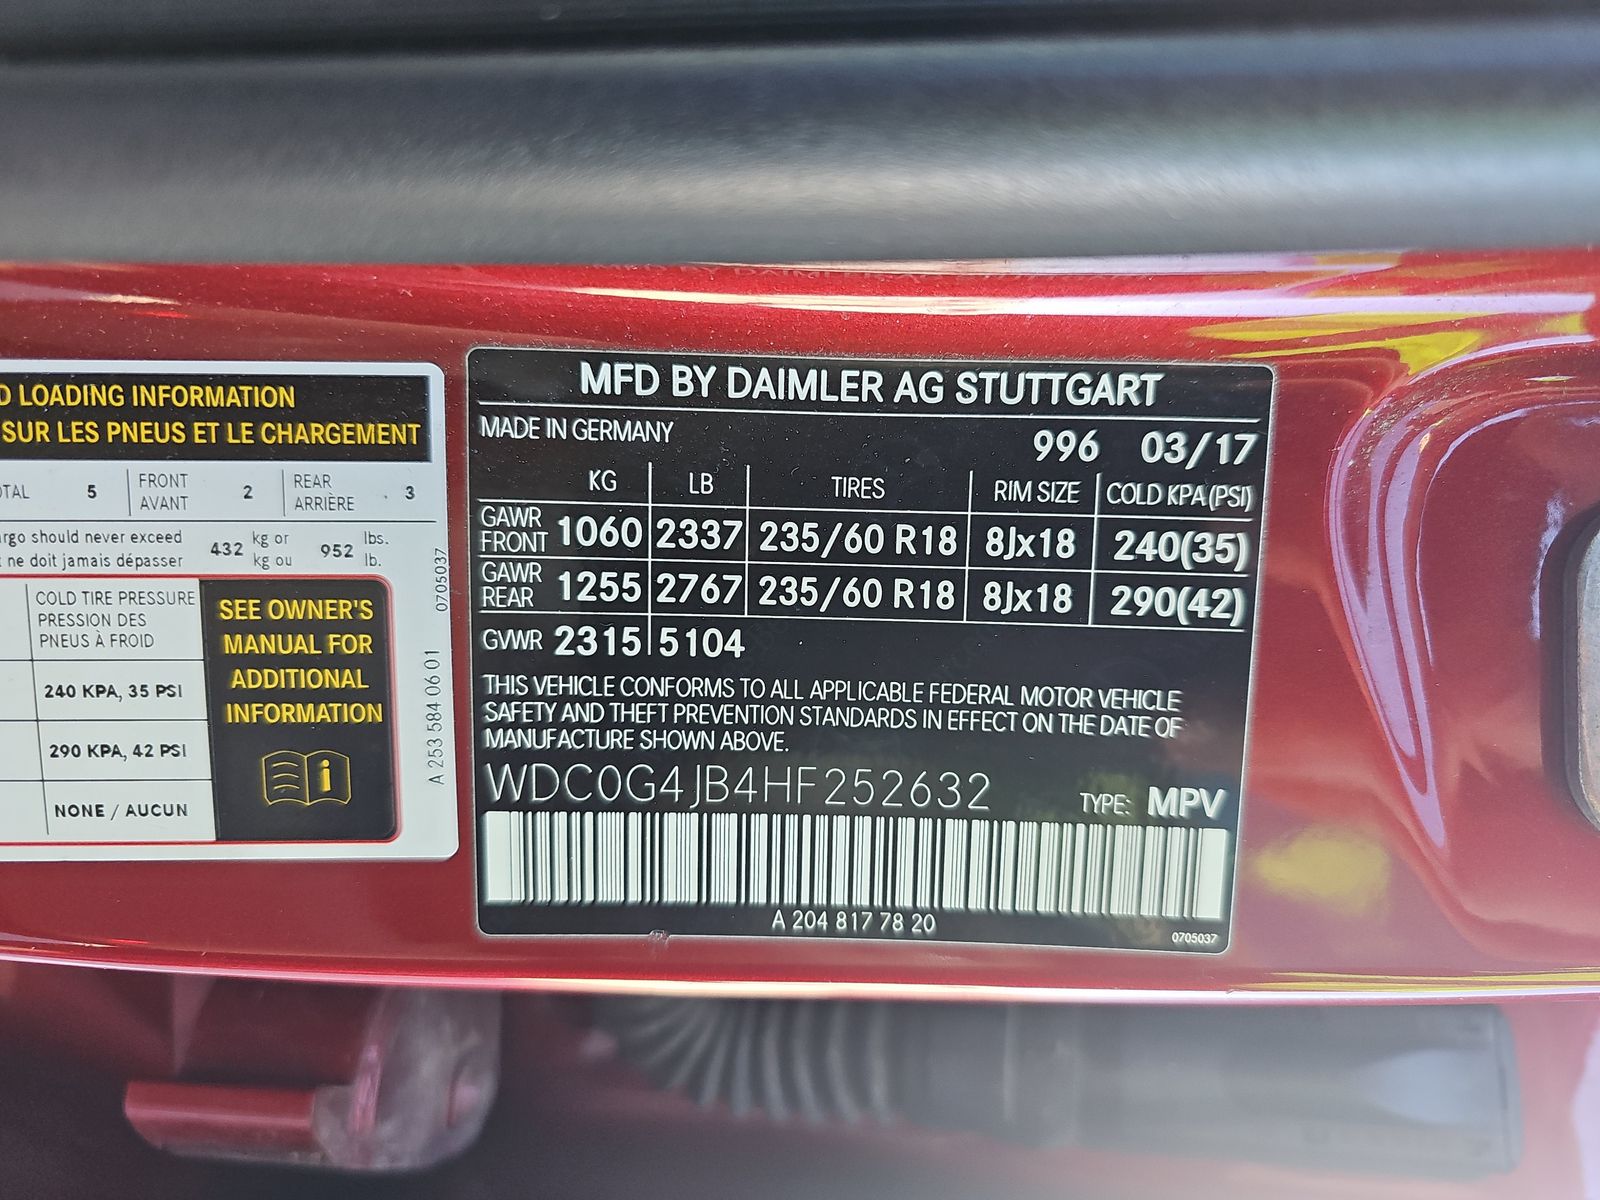 D LOADING INFORMATION
SUR LES PNEUS ET LE CHARGEMENT
OTAL 5 FRONT AVANT 2 REAR ARRIÈRE 3
rgo should never exceed
ne doit jamais dépasser
432 kg or kg ou 952 lbs. lb.
COLD TIRE PRESSURE
PRESSION DES
PNEUS À FROID
240 KPA, 35 PSI
290 KPA, 42 PSI
NONE / AUCUN
SEE OWNER'S
MANUAL FOR
ADDITIONAL
INFORMATION
0705037
A 253 584 06 01
MFD BY DAIMLER AG STUTTGART
MADE IN GERMANY
996 03/17
KG LB TIRES RIM SIZE COLD KPA (PSI)
GAWR FRONT 1060 2337 235/60 R18 8Jx18 240(35)
GAWR REAR 1255 2767 235/60 R18 8Jx18 290(42)
GVWR 2315 5104
THIS VEHICLE CONFORMS TO ALL APPLICABLE FEDERAL MOTOR VEHICLE
SAFETY AND THEFT PREVENTION STANDARDS IN EFFECT ON THE DATE OF
MANUFACTURE SHOWN ABOVE.
WDC0G4JB4HF252632
TYPE: MPV
A 204 817 78 20
0705037